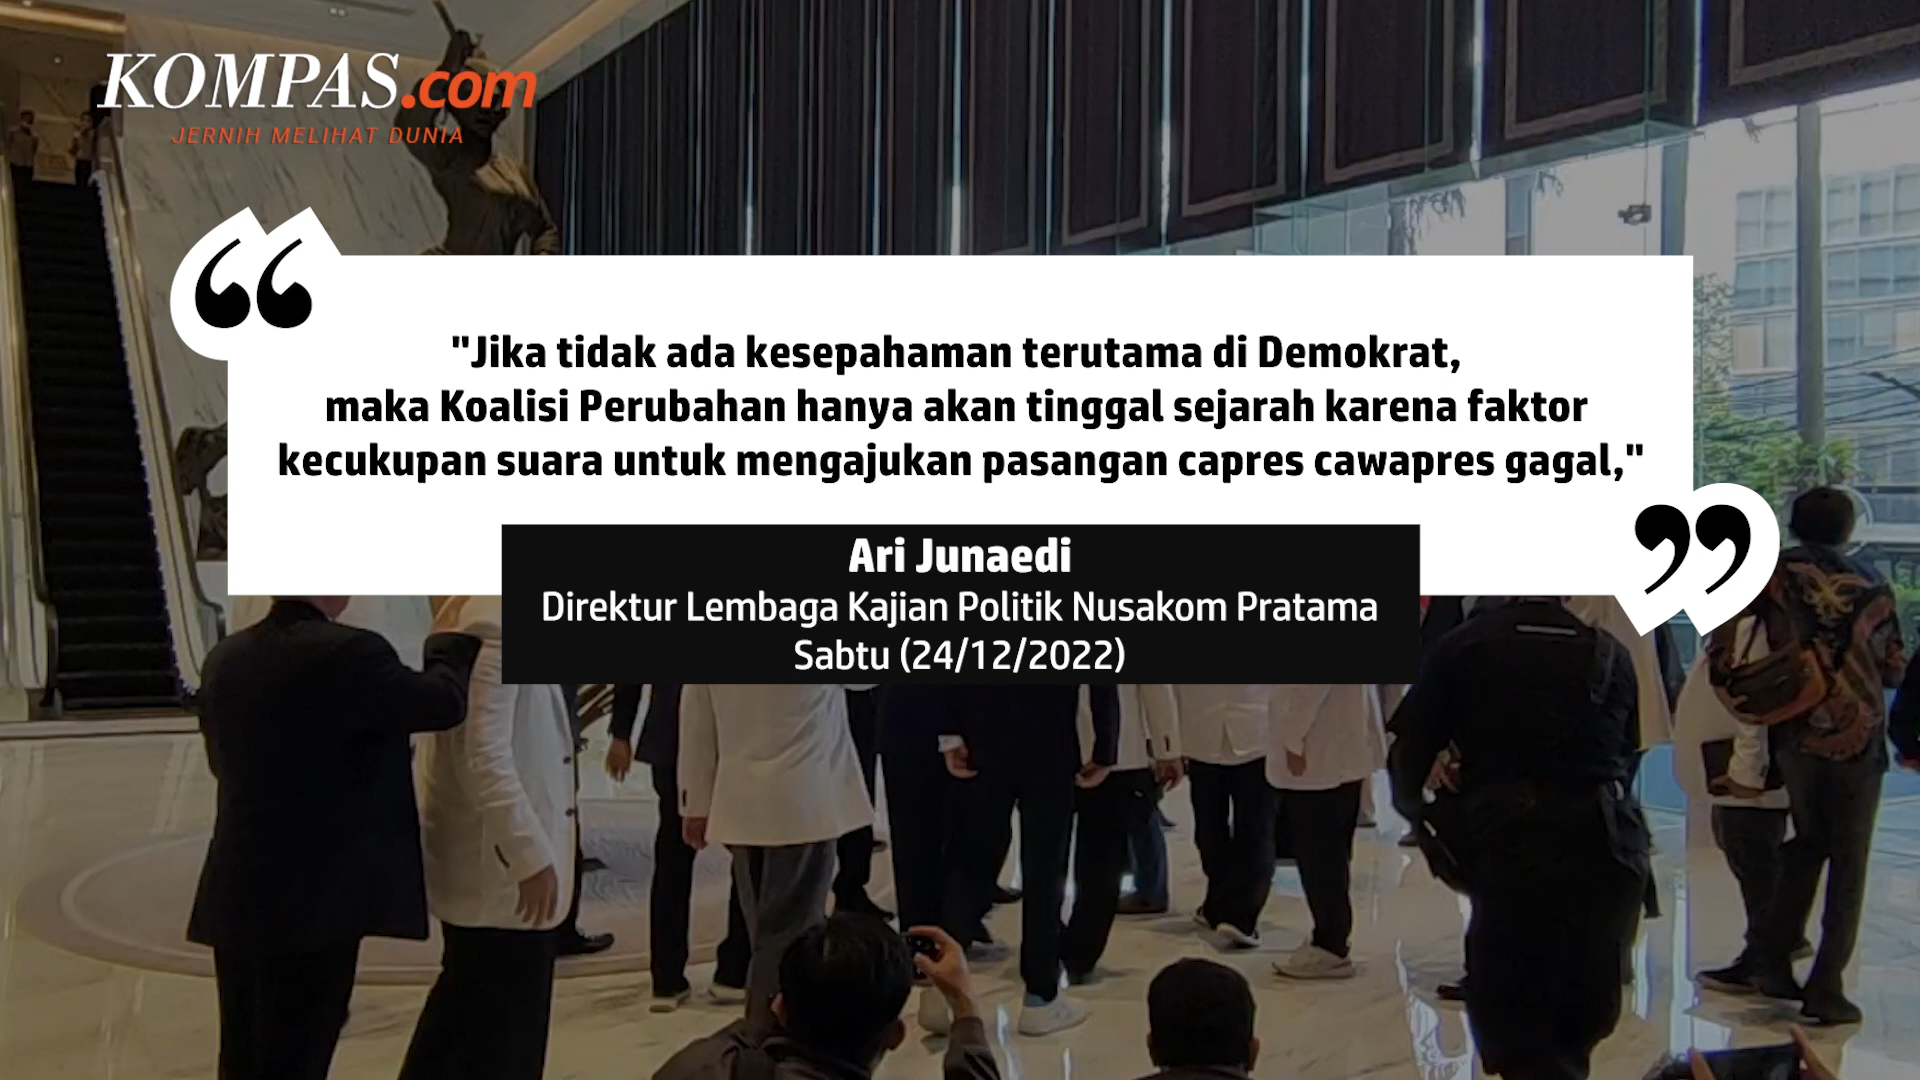 KOMPAS.com
JERNIH MELIHAT DUNIA
"Jika tidak ada kesepahaman terutama di Demokrat,
maka Koalisi Perubahan hanya akan tinggal sejarah karena faktor
kecukupan suara untuk mengajukan pasangan capres cawapres gagal,"
Ari Junaedi
Direktur Lembaga Kajian Politik Nusakom Pratama
Sabtu (24/12/2022)